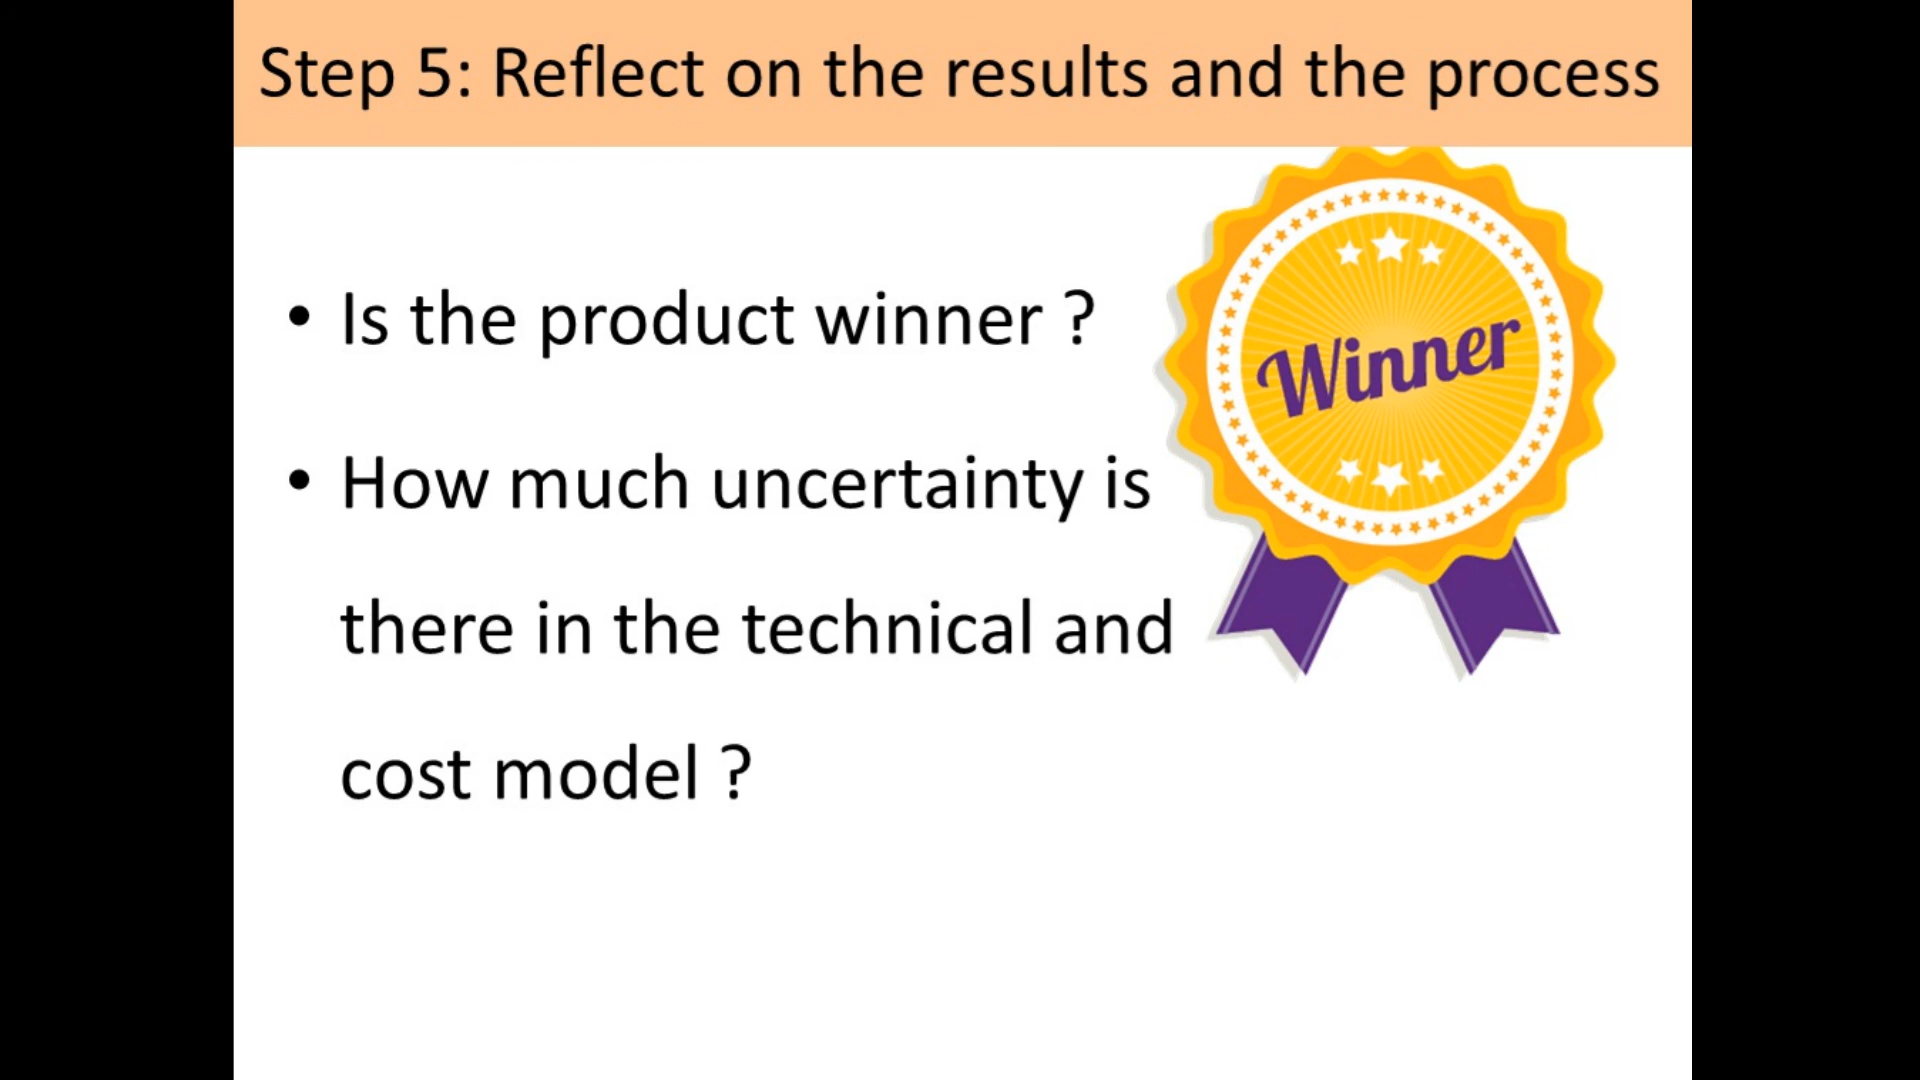 Step 5: Reflect on the results and the process
• Is the product winner ?
• How much uncertainty is
there in the technical and
cost model ?
Winner